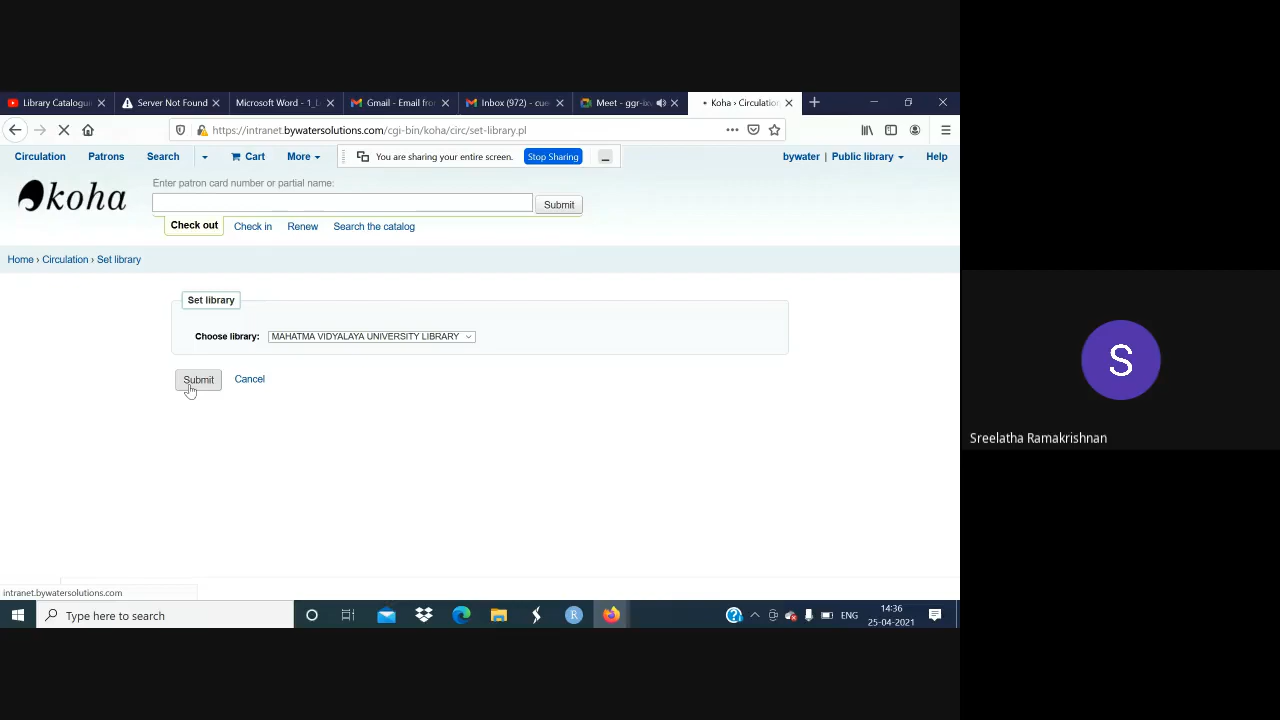 Library Catalogui
Server Not Found
Microsoft Word - 1_L
Gmail - Email fro
Inbox (972) - cue
Meet - ggr-ix
Koha › Circulation
https://intranet.bywatersolutions.com/cgi-bin/koha/circ/set-library.pl
Circulation Patrons Search Cart More
You are sharing your entire screen. Stop Sharing
bywater | Public library Help
koha
Enter patron card number or partial name:
Submit
Check out Check in Renew Search the catalog
Home › Circulation › Set library
Set library
Choose library: MAHATMA VIDYALAYA UNIVERSITY LIBRARY
Submit Cancel
intranet.bywatersolutions.com
Type here to search
R
ENG
14:36
25-04-2021
S
Sreelatha Ramakrishnan